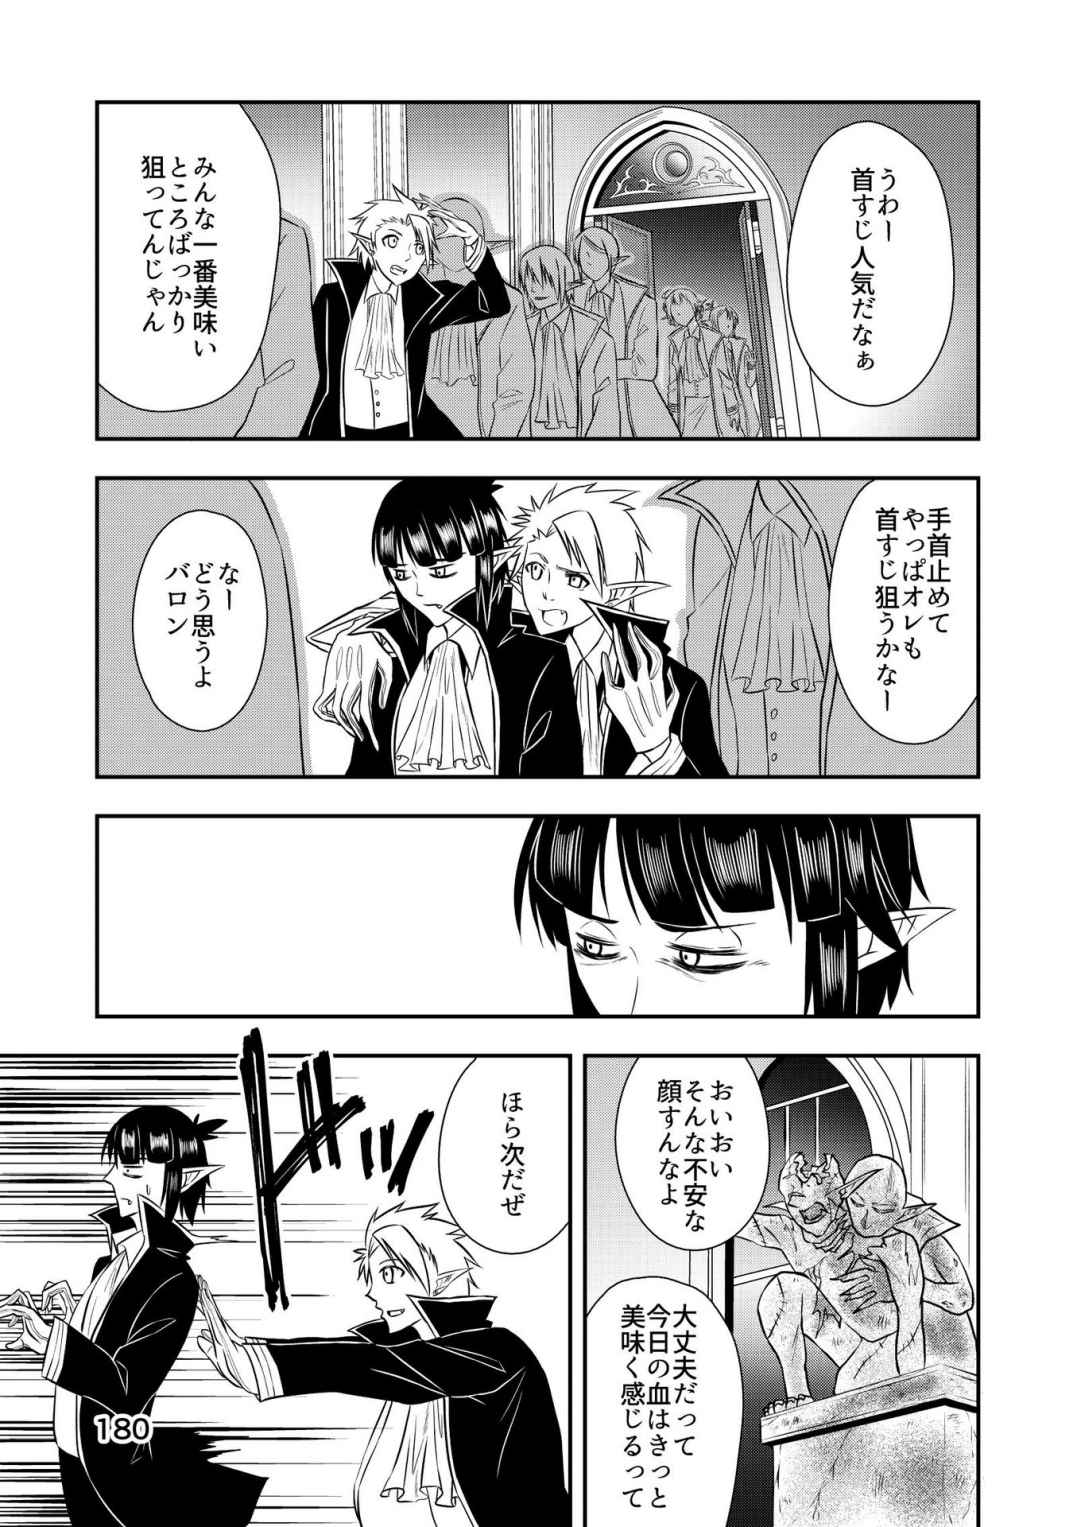 うわー
首すじ人気だなぁ
みんな一番美味い
ところばっかり
狙ってんじゃん
手首止めて
やっぱオレも
首すじ狙うかなー
なー
どう思うよ
バロン
おいおい
そんな不安な
顔すんなよ
大丈夫だって
今日の血はきっと
美味く感じるって
ほら次だぜ
ドンッ
180